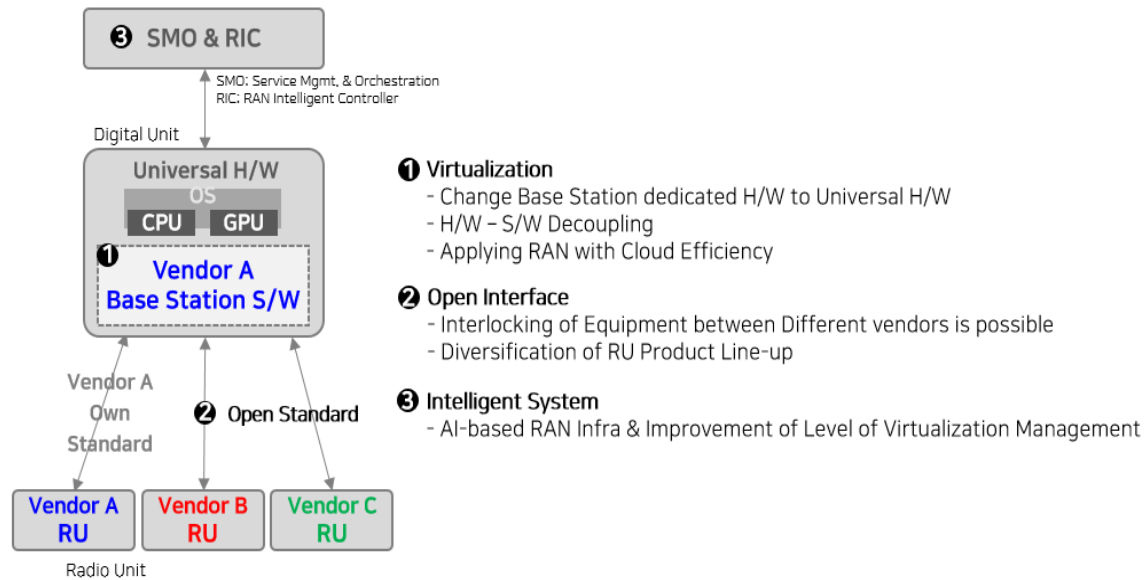 ❸ SMO & RIC
SMO: Service Mgmt, & Orchestration
RIC: RAN Intelligent Controller
Digital Unit
Universal H/W
OS
CPU GPU
❶
Vendor A
Base Station S/W
Vendor A
Own
Standard
❷ Open Standard
Vendor A
RU
Vendor B
RU
Vendor C
RU
Radio Unit
❶ Virtualization
- Change Base Station dedicated H/W to Universal H/W
- H/W – S/W Decoupling
- Applying RAN with Cloud Efficiency
❷ Open Interface
- Interlocking of Equipment between Different vendors is possible
- Diversification of RU Product Line-up
❸ Intelligent System
- AI-based RAN Infra & Improvement of Level of Virtualization Management